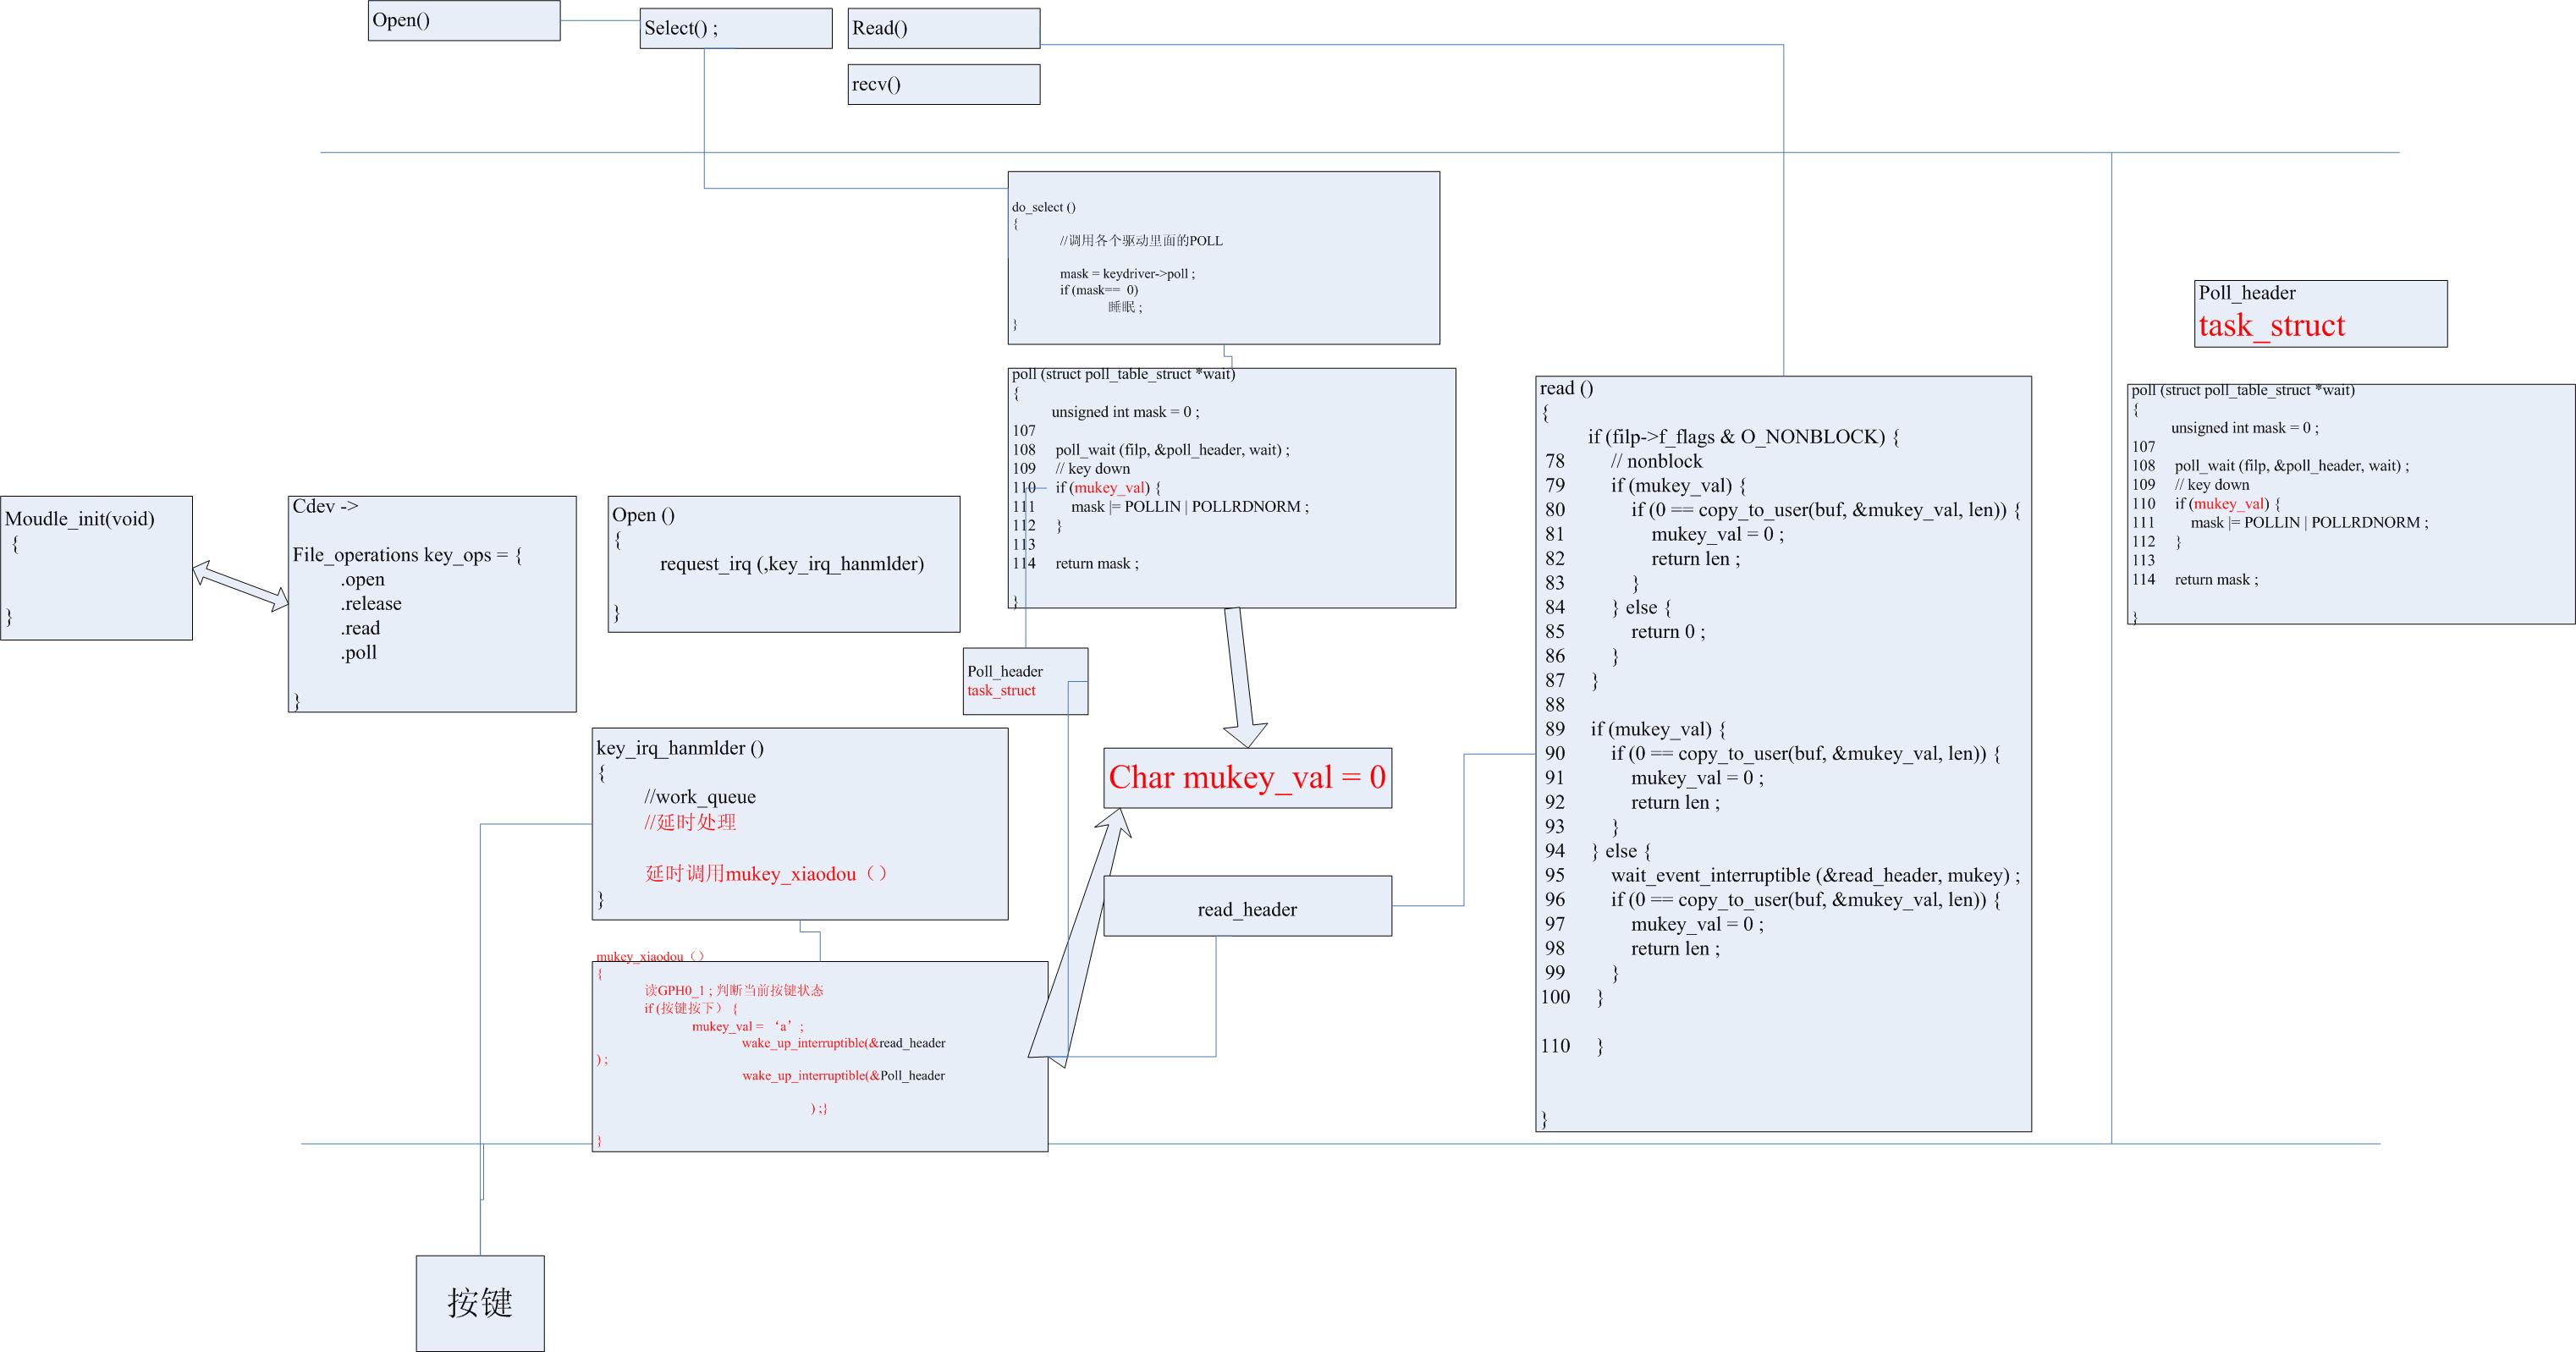 Open()
Select() ;
Read()
recv()
do_select ()
{
//调用各个驱动里面的POLL
mask = keydriver->poll ;
if (mask== 0)
睡眠 ;
}
Poll_header
task_struct
poll (struct poll_table_struct *wait)
{
unsigned int mask = 0 ;
107
108 poll_wait (filp, &poll_header, wait) ;
109 // key down
110 if (mukey_val) {
111 mask |= POLLIN | POLLRDNORM ;
112 }
113
114 return mask ;
}
read ()
{
if (filp->f_flags & O_NONBLOCK) {
78 // nonblock
79 if (mukey_val) {
80 if (0 == copy_to_user(buf, &mukey_val, len)) {
81 mukey_val = 0 ;
82 return len ;
83 }
84 } else {
85 return 0 ;
86 }
87 }
88
89 if (mukey_val) {
90 if (0 == copy_to_user(buf, &mukey_val, len)) {
91 mukey_val = 0 ;
92 return len ;
93 }
94 } else {
95 wait_event_interruptible (&read_header, mukey) ;
96 if (0 == copy_to_user(buf, &mukey_val, len)) {
97 mukey_val = 0 ;
98 return len ;
99 }
100 }
110 }
}
poll (struct poll_table_struct *wait)
{
unsigned int mask = 0 ;
107
108 poll_wait (filp, &poll_header, wait) ;
109 // key down
110 if (mukey_val) {
111 mask |= POLLIN | POLLRDNORM ;
112 }
113
114 return mask ;
}
Moudle_init(void)
{
}
Cdev ->
File_operations key_ops = {
.open
.release
.read
.poll
}
Open ()
{
request_irq (,key_irq_hanmlder)
}
Poll_header
task_struct
key_irq_hanmlder ()
{
//work_queue
//延时处理
延时调用mukey_xiaodou（）
}
Char mukey_val = 0
read_header
mukey_xiaodou（）
{
读GPH0_1 ; 判断当前按键状态
if (按键按下） {
mukey_val = ‘a’ ;
wake_up_interruptible(&read_header
) ;
wake_up_interruptible(&Poll_header
) ;}
}
按键